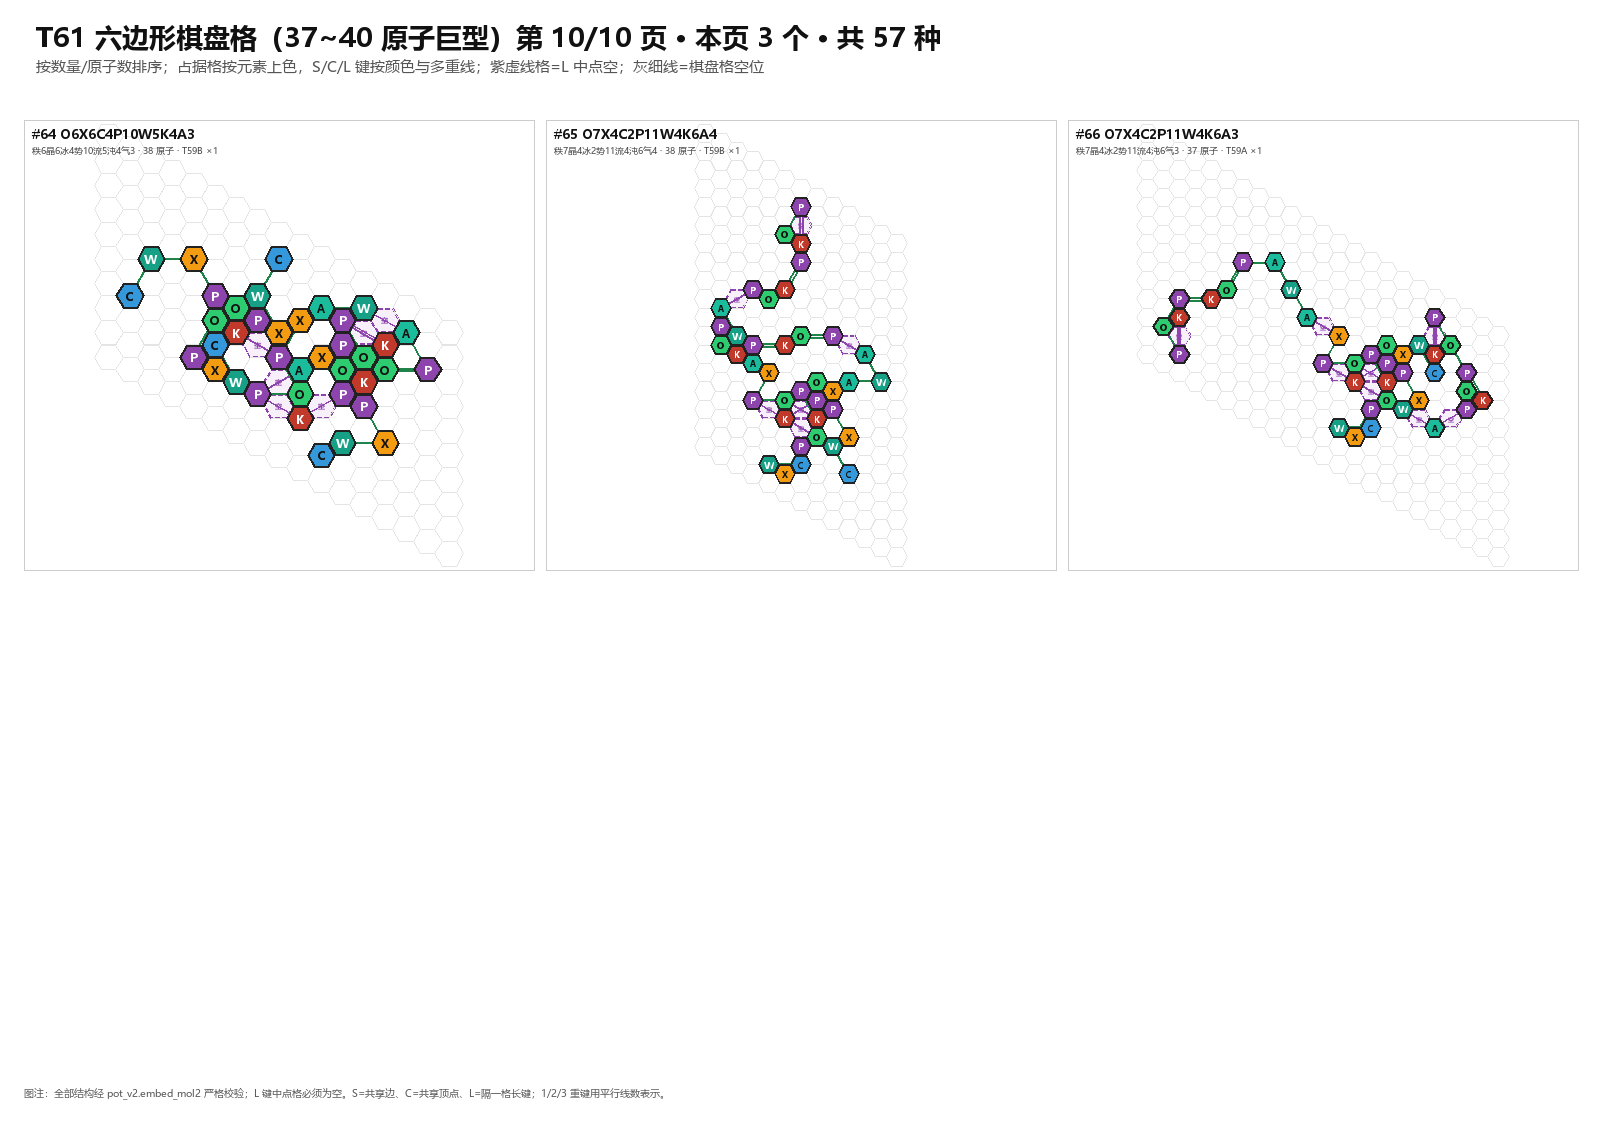 T61 六边形棋盘格（37~40 原子巨型）第 10/10 页 • 本页 3 个 • 共 57 种
按数量/原子数排序；占据格按元素上色，S/C/L 键按颜色与多重线；紫虚线格=L 中点空；灰细线=棋盘格空位
#64 O6X6C4P10W5K4A3
秩6晶6冰4势10流5沌4气3 · 38 原子 · T59B ×1
#65 O7X4C2P11W4K6A4
秩7晶4冰2势11流4沌6气4 · 38 原子 · T59B ×1
#66 O7X4C2P11W4K6A3
秩7晶4冰2势11流4沌6气3 · 37 原子 · T59A ×1
图注：全部结构经 pot_v2.embed_mol2 严格校验；L 键中点格必须为空。S=共享边、C=共享顶点、L=隔一格长键；1/2/3 重键用平行线数表示。